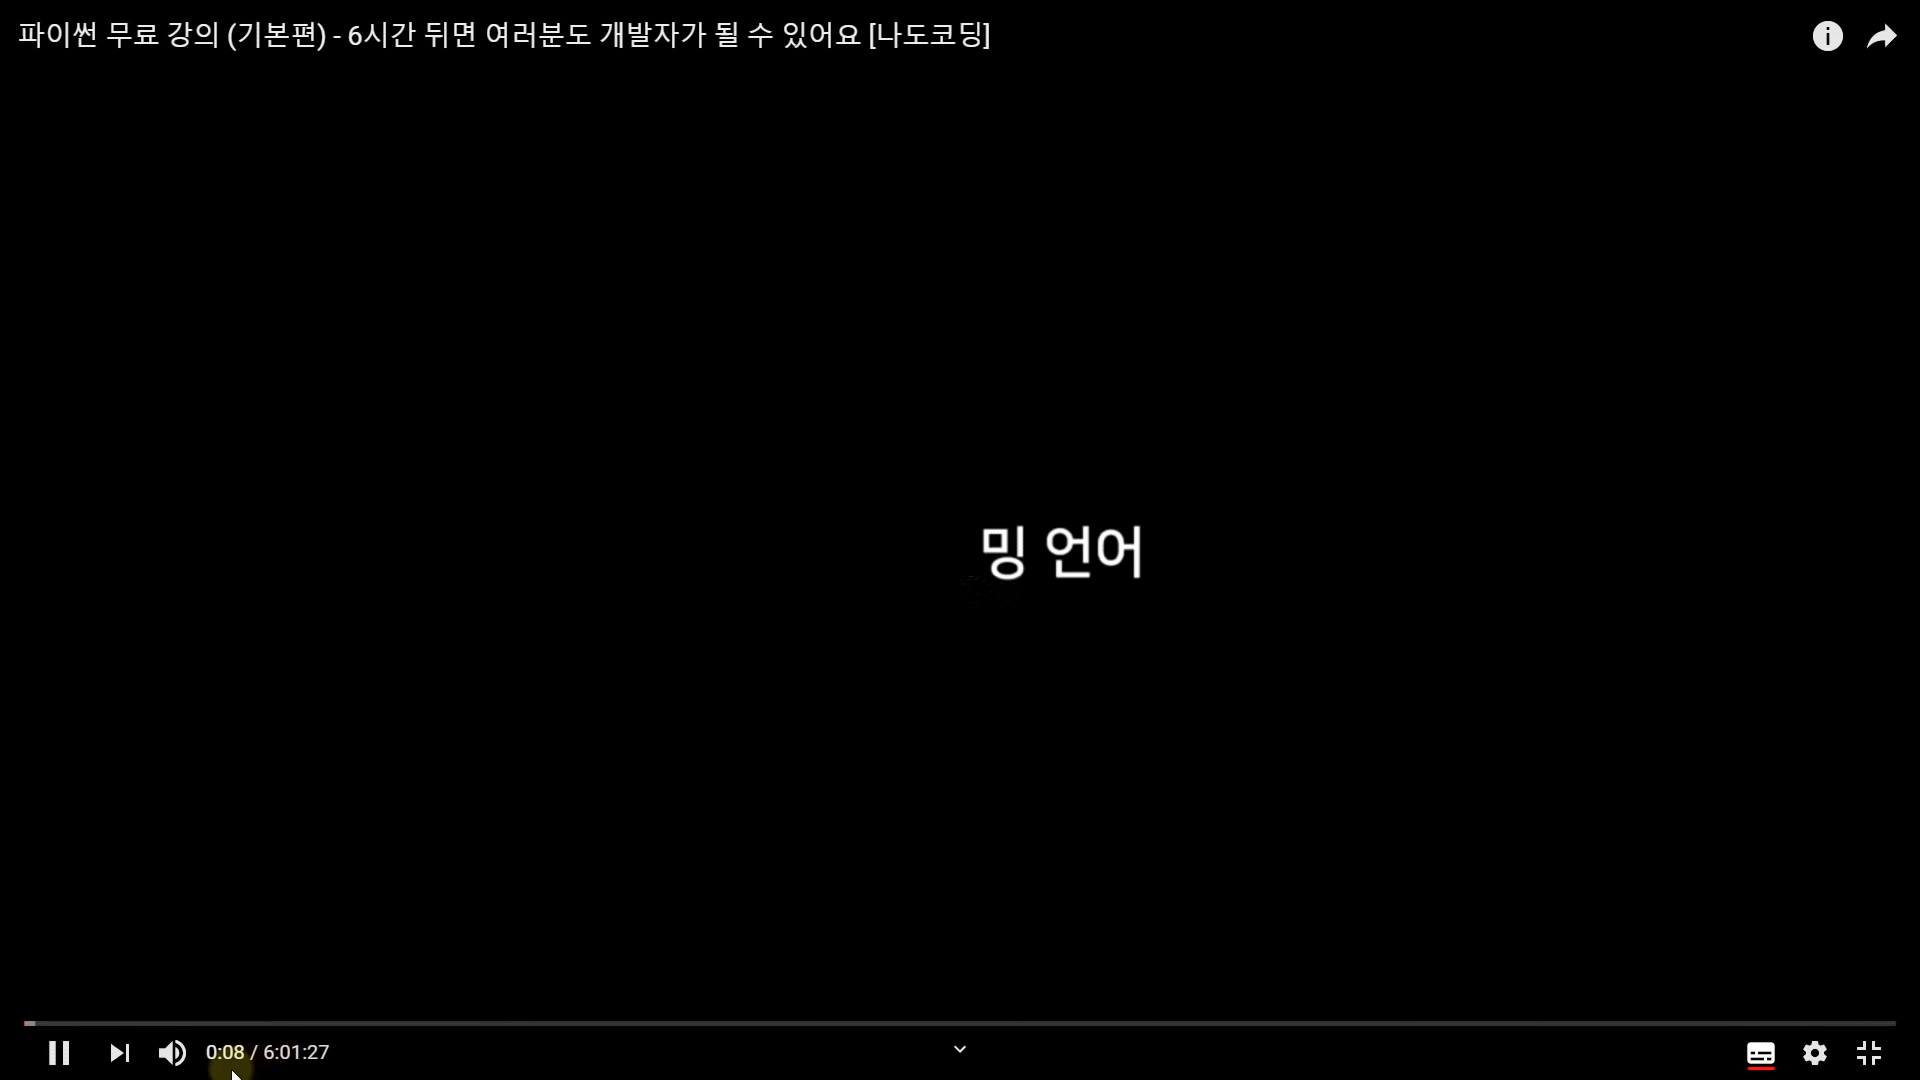 파이썬 무료 강의 (기본편) - 6시간 뒤면 여러분도 개발자가 될 수 있어요 [나도코딩]
밍 언어
0:08 / 6:01:27